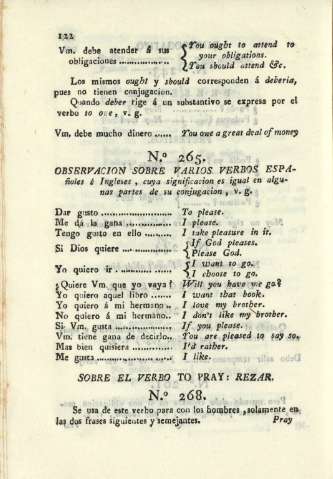 122
Vm. debe atender á sus obligaciones ............... { You ought to attend to your obligations.
You should attend &c.
Los mismos ought y should corresponden á debería,
pues no tienen conjugacion.
Quando deber rige á un substantivo se expresa por el
verbo to owe, v. g.
Vm. debe mucho dinero ...... You owe a great deal of money
N.º 265.
OBSERVACION SOBRE VARIOS VERBOS ESPA-
ñoles é Ingleses, cuya significacion es igual en algu-
nas partes de su conjugacion, v. g.
Dar gusto ........................ To please.
Me dá la gana .................. I please.
Tengo gusto en ello ............ I take pleasure in it.
Si Dios quiere .................. { If God pleases.
Please God.
Yo quiero ir ..................... { I want to go.
I choose to go.
¿Quiere Vm. que yo vaya? Will you have me go?
Yo quiero aquel libro ......... I want that book.
Yo quiero á mi hermano .. I love my brother.
No quiero á mi hermano.. I don't like my brother.
Si Vm. gusta .................. If you please.
Vm. tiene gana de decirlo.. You are pleased to say so.
Mas bien quisiera ............... I'd rather.
Me gusta ........................ I like.
SOBRE EL VERBO TO PRAY: REZAR.
N.º 268.
Se usa de este verbo para con los hombres, solamente en
las dos frases siguientes y semejantes.
Pray